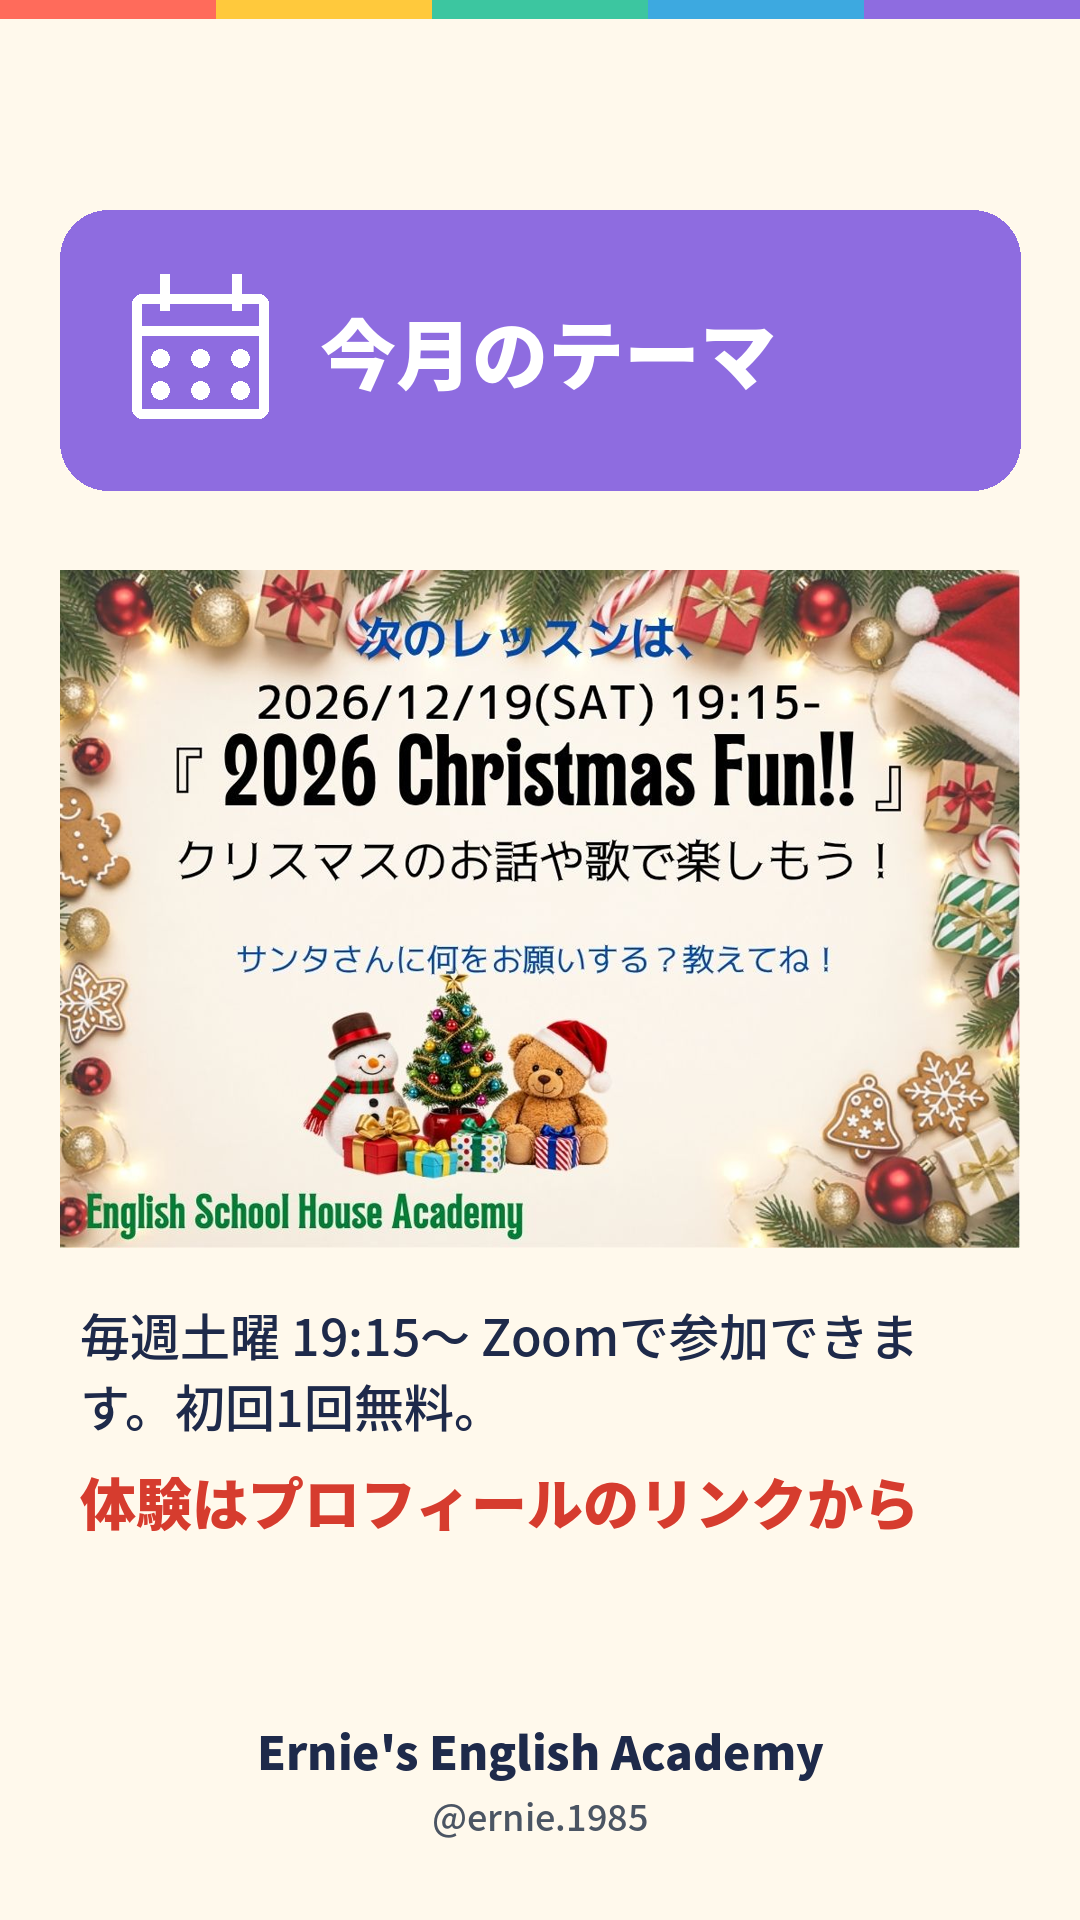 今月のテーマ
次のレッスンは、
2026/12/19(SAT) 19:15-
『 2026 Christmas Fun!! 』
クリスマスのお話や歌で楽しもう！
サンタさんに何をお願いする？教えてね！
English School House Academy
毎週土曜 19:15〜 Zoomで参加できま
す。初回1回無料。
体験はプロフィールのリンクから
Ernie's English Academy
@ernie.1985